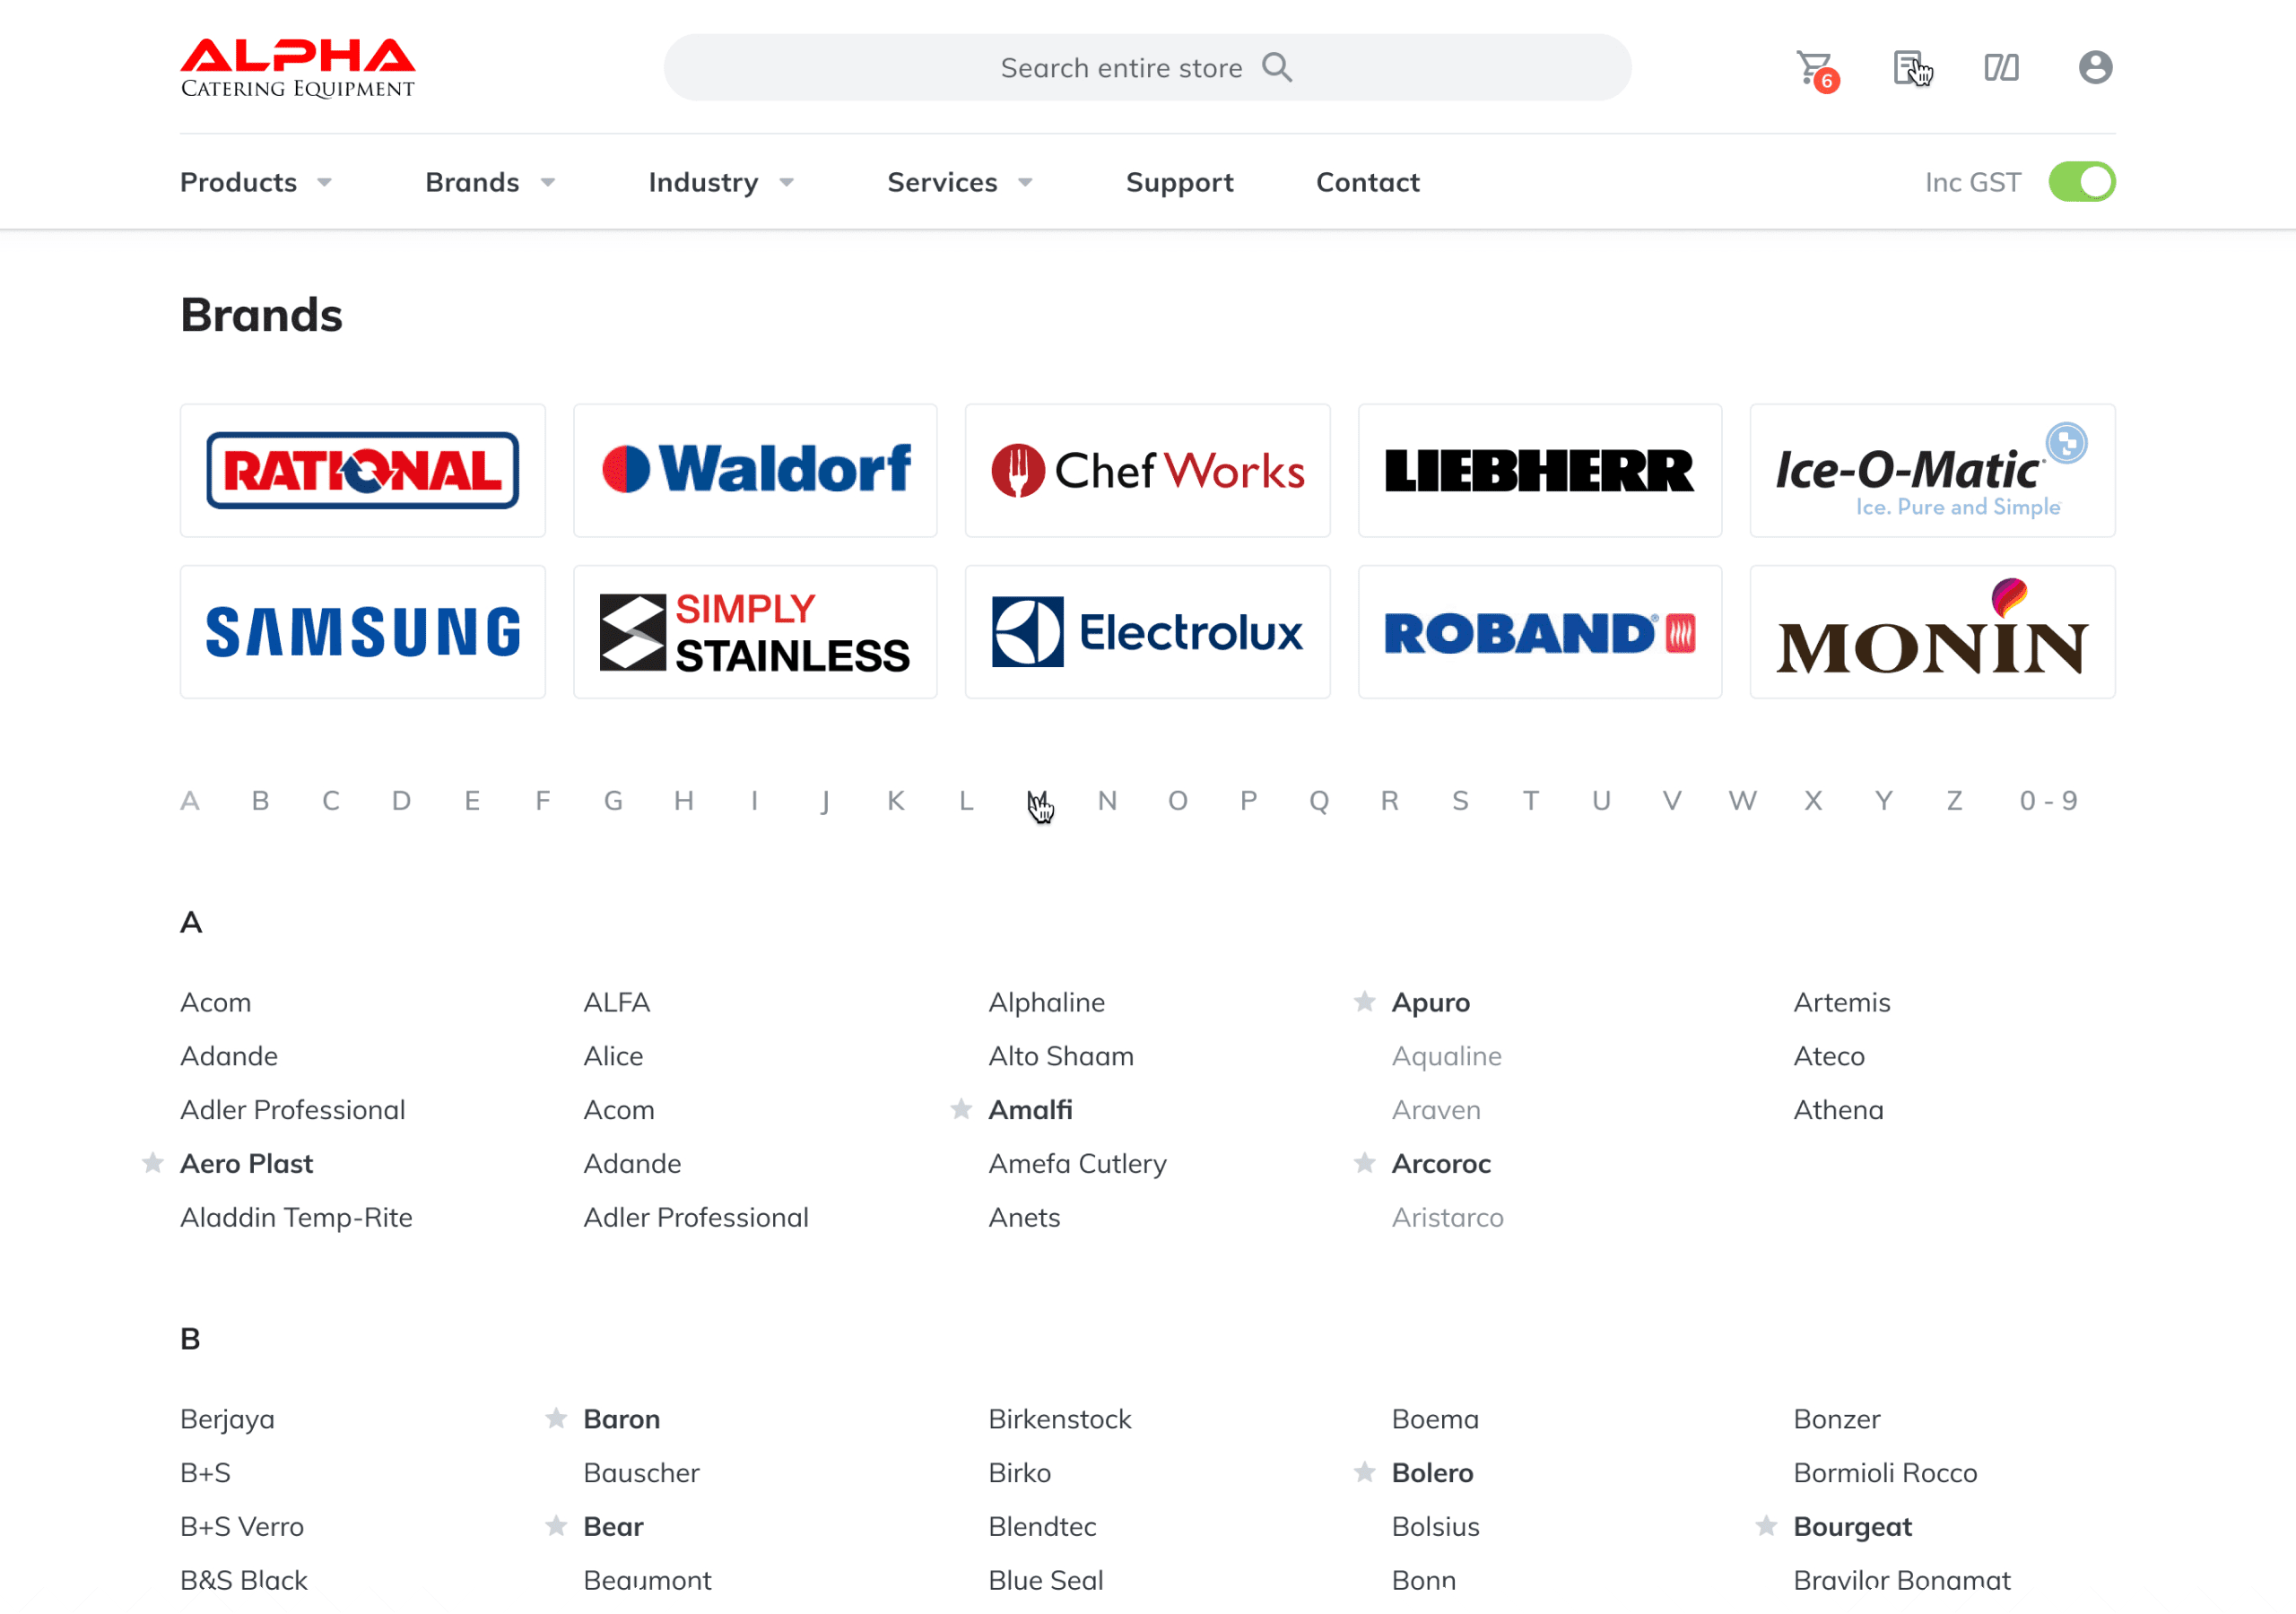 ALPHA
CATERING EQUIPMENT
Search entire store
6
Products Brands Industry Services Support Contact Inc GST
Brands
RATIONAL Waldorf Chef Works LIEBHERR Ice-O-Matic
Ice. Pure and Simple
SAMSUNG SIMPLY STAINLESS Electrolux ROBAND® MONIN
A B C D E F G H I J K L M N O P Q R S T U V W X Y Z 0 - 9
A
Acom ALFA Alphaline Apuro Artemis
Adande Alice Alto Shaam Aqualine Ateco
Adler Professional Acom Amalfi Araven Athena
Aero Plast Adande Amefa Cutlery Arcoroc
Aladdin Temp-Rite Adler Professional Anets Aristarco
B
Berjaya Baron Birkenstock Boema Bonzer
B+S Bauscher Birko Bolero Bormioli Rocco
B+S Verro Bear Blendtec Bolsius Bourgeat
B&S Black Beaumont Blue Seal Bonn Bravilor Bonamat